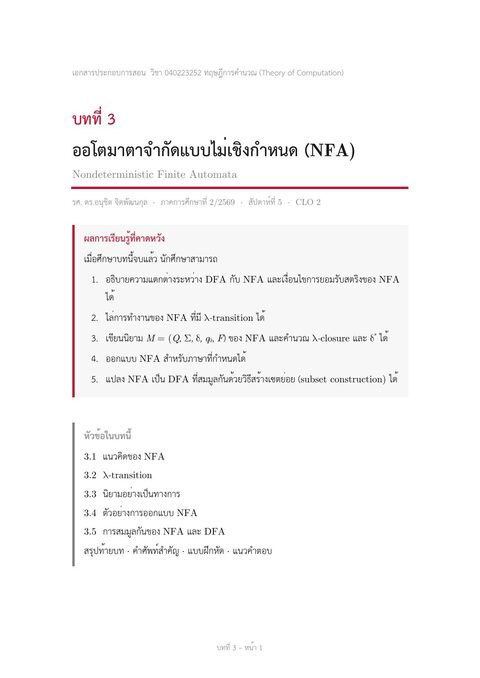 เอกสารประกอบการสอน วิชา 040223252 ทฤษฎีการคำนวณ (Theory of Computation)
บทที่ 3
ออโตมาตาจำกัดแบบไม่เชิงกำหนด (NFA)
Nondeterministic Finite Automata
รศ. ดร.อนุชิต จิตพัฒนกุล · ภาคการศึกษาที่ 2/2569 · สัปดาห์ที่ 5 · CLO 2
ผลการเรียนรู้ที่คาดหวัง
เมื่อศึกษาบทนี้จบแล้ว นักศึกษาสามารถ
1. อธิบายความแตกต่างระหว่าง DFA กับ NFA และเงื่อนไขการยอมรับสตริงของ NFA
ได้
2. ไล่การทำงานของ NFA ที่มี λ-transition ได้
3. เขียนนิยาม M = (Q, Σ, δ, q₀, F) ของ NFA และคำนวณ λ-closure และ δ* ได้
4. ออกแบบ NFA สำหรับภาษาที่กำหนดได้
5. แปลง NFA เป็น DFA ที่สมมูลกันด้วยวิธีสร้างเซตย่อย (subset construction) ได้
หัวข้อในบทนี้
3.1 แนวคิดของ NFA
3.2 λ-transition
3.3 นิยามอย่างเป็นทางการ
3.4 ตัวอย่างการออกแบบ NFA
3.5 การสมมูลกันของ NFA และ DFA
สรุปท้ายบท · คำศัพท์สำคัญ · แบบฝึกหัด · แนวคำตอบ
บทที่ 3 – หน้า 1